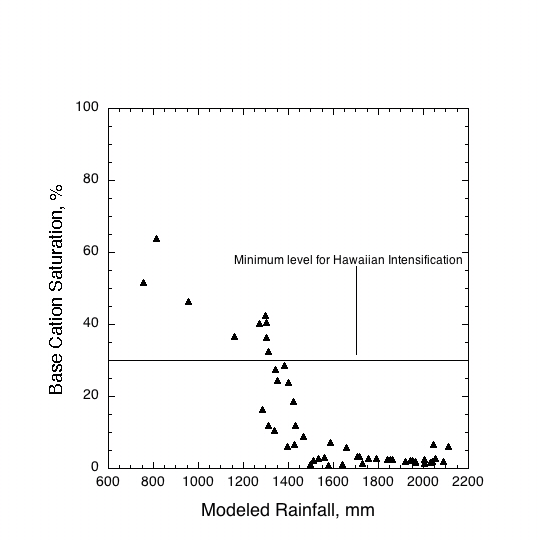 100
80
60
40
20
0
Base Cation Saturation, %
Minimum level for Hawaiian Intensification
600 800 1000 1200 1400 1600 1800 2000 2200
Modeled Rainfall, mm